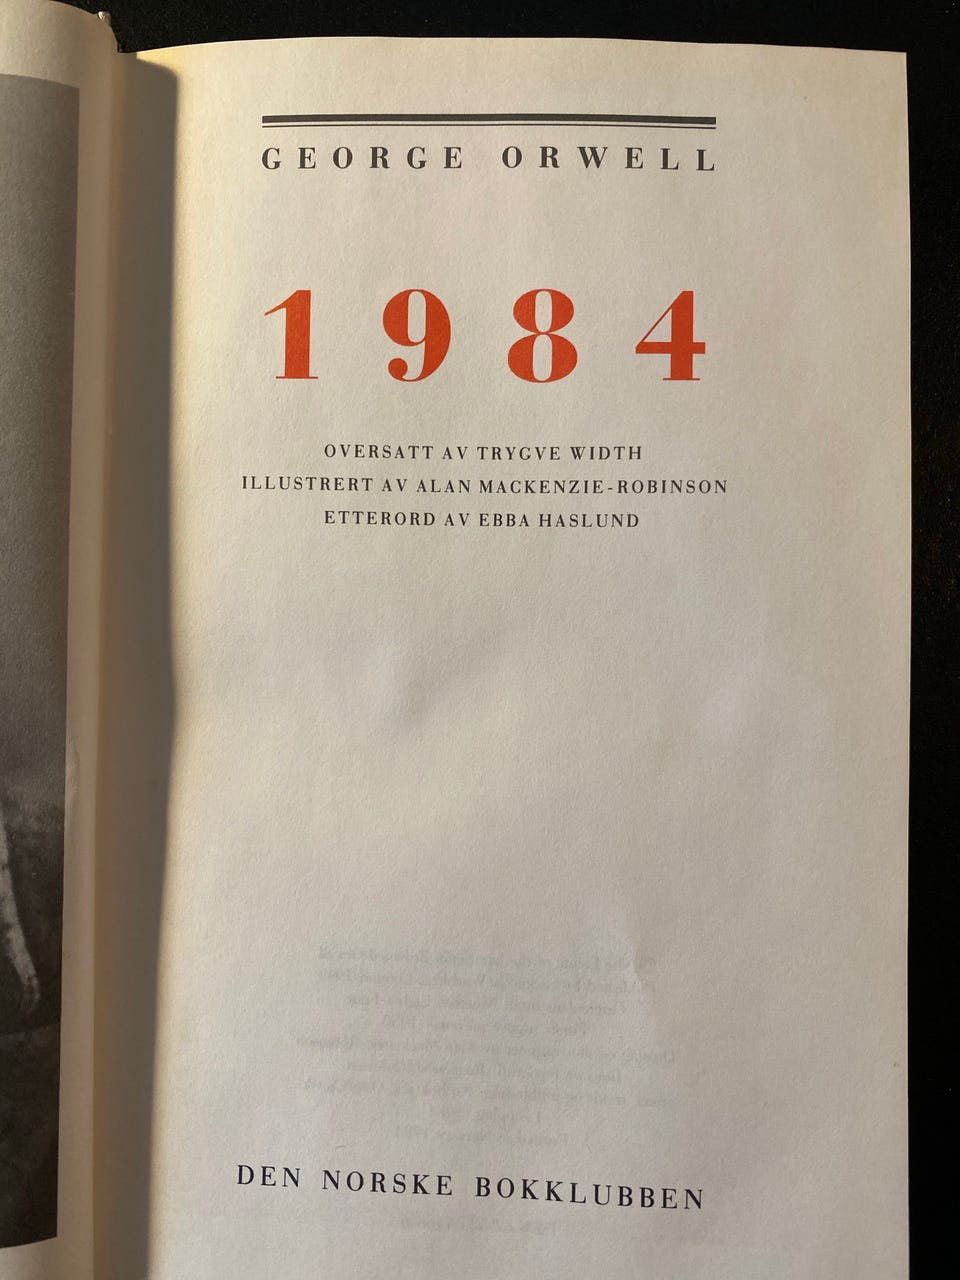 GEORGE ORWELL
1984
OVERSATT AV TRYGVE WIDTH
ILLUSTRERT AV ALAN MACKENZIE-ROBINSON
ETTERORD AV EBBA HASLUND
DEN NORSKE BOKKLUBBEN